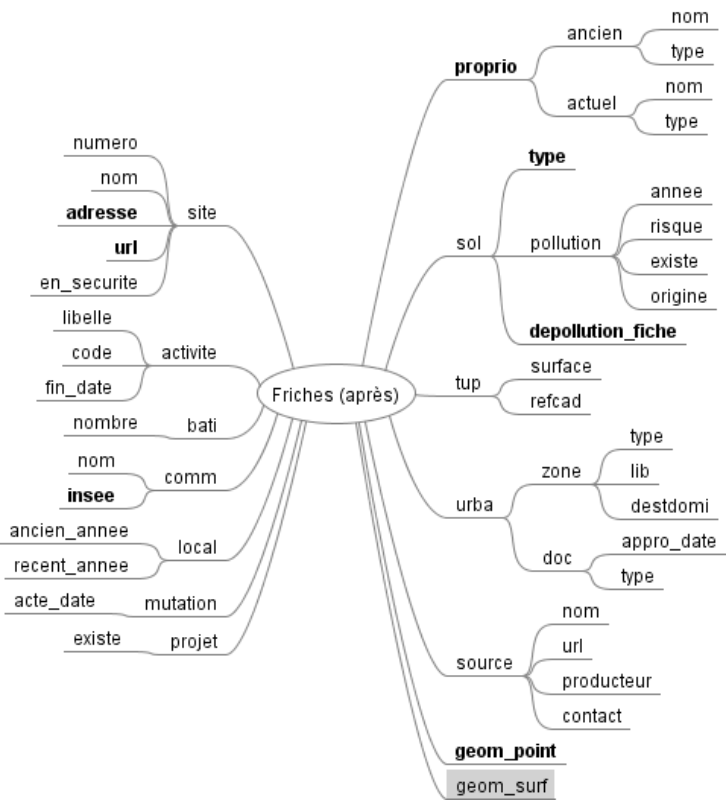 Friches (après)
site
numero
nom
adresse
url
en_securite
activite
libelle
code
fin_date
bati
nombre
comm
nom
insee
local
ancien_annee
recent_annee
mutation
acte_date
projet
existe
proprio
ancien
nom
type
actuel
nom
type
sol
type
pollution
annee
risque
existe
origine
depollution_fiche
tup
surface
refcad
urba
zone
type
lib
destdomi
doc
appro_date
type
source
nom
url
producteur
contact
geom_point
geom_surf